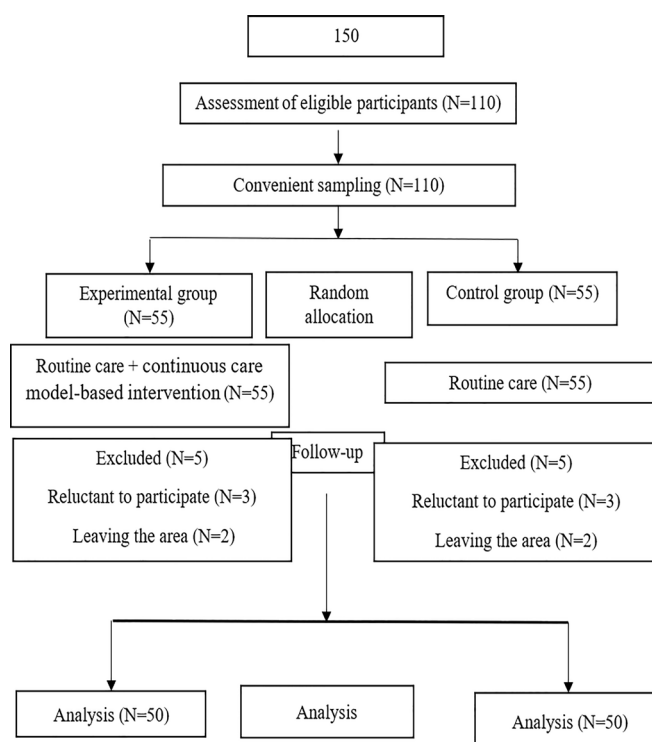 150
Assessment of eligible participants (N=110)
Convenient sampling (N=110)
Experimental group
(N=55)
Random
allocation
Control group (N=55)
Routine care + continuous care
model-based intervention (N=55)
Routine care (N=55)
Excluded (N=5)
Reluctant to participate (N=3)
Leaving the area (N=2)
Follow-up
Excluded (N=5)
Reluctant to participate (N=3)
Leaving the area (N=2)
Analysis (N=50)
Analysis
Analysis (N=50)